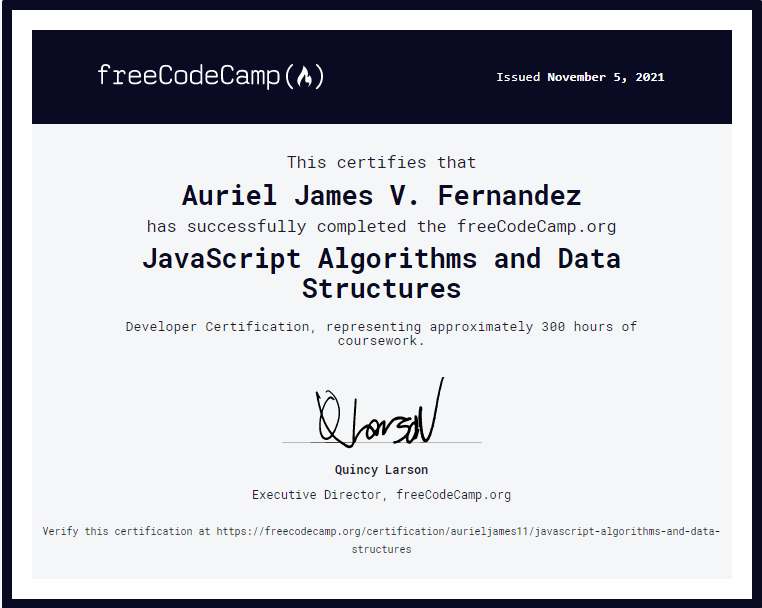 freeCodeCamp
Issued November 5, 2021
This certifies that
Auriel James V. Fernandez
has successfully completed the freeCodeCamp.org
JavaScript Algorithms and Data
Structures
Developer Certification, representing approximately 300 hours of
coursework.
Q Larson
Quincy Larson
Executive Director, freeCodeCamp.org
Verify this certification at https://freecodecamp.org/certification/aurieljames11/javascript-algorithms-and-data-
structures